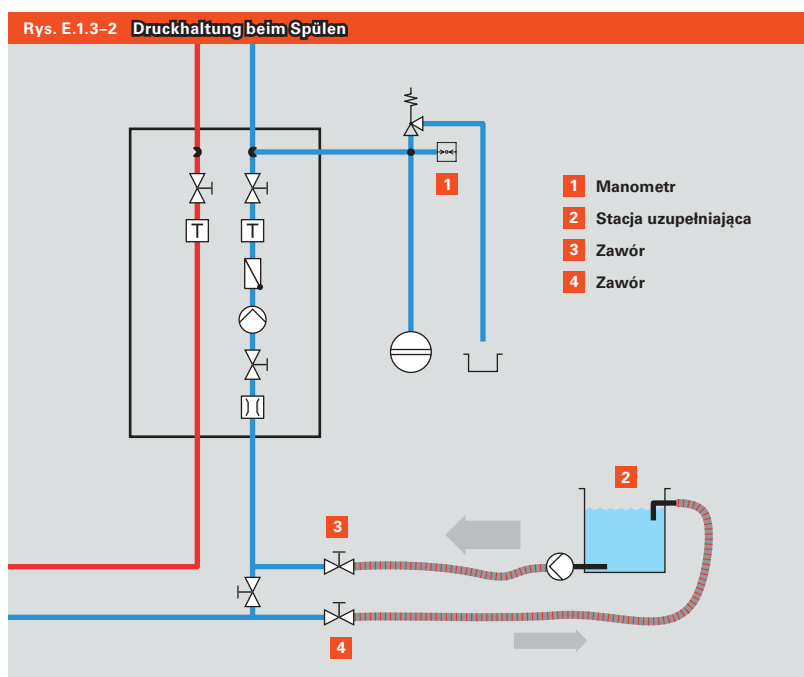 Rys. E.1.3–2 Druckhaltung beim Spülen
1
1 Manometr
2 Stacja uzupełniająca
3 Zawór
4 Zawór
T
T
2
3
4